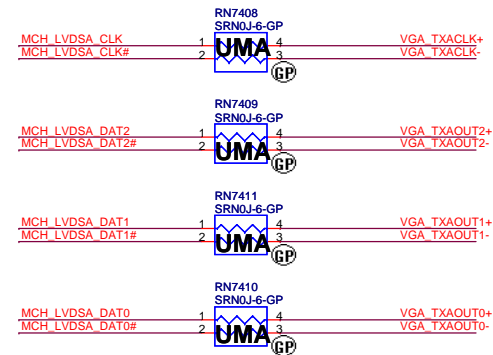 RN7408
SRN0J-6-GP
MCH_LVDSA_CLK 1 UMA 4 VGA_TXACLK+
MCH_LVDSA_CLK# 2 3 VGA_TXACLK-
GP
RN7409
SRN0J-6-GP
MCH_LVDSA_DAT2 1 4 VGA_TXAOUT2+
MCH_LVDSA_DAT2# 2 UMA 3 VGA_TXAOUT2-
GP
RN7411
SRN0J-6-GP
MCH_LVDSA_DAT1 1 4 VGA_TXAOUT1+
MCH_LVDSA_DAT1# 2 UMA 3 VGA_TXAOUT1-
GP
RN7410
SRN0J-6-GP
MCH_LVDSA_DAT0 1 4 VGA_TXAOUT0+
MCH_LVDSA_DAT0# 2 UMA 3 VGA_TXAOUT0-
GP